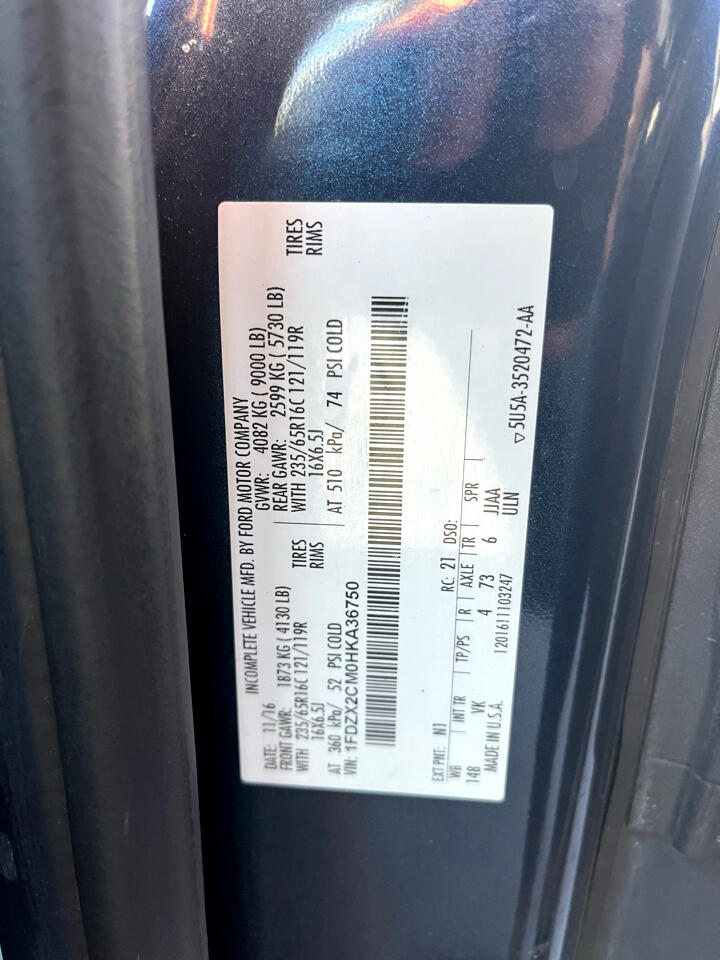 INCOMPLETE VEHICLE MFD. BY FORD MOTOR COMPANY
DATE: 11/16 GVWR: 4082 KG ( 9000 LB)
FRONT GAWR: 1873 KG ( 4130 LB) REAR GAWR: 2599 KG ( 5730 LB)
WITH 235/65R16C 121/119R TIRES WITH 235/65R16C 121/119R TIRES
16X6.5J RIMS 16X6.5J RIMS
AT 360 kPa/ 52 PSI COLD AT 510 kPa/ 74 PSI COLD
VIN: 1FDZX2CM0HKA36750
EXT PNT: N1 RC: 21 DSO:
WB INT TR TP/PS R AXLE TR SPR
148 VK 4 73 6 JJAA
MADE IN U.S.A. 1201611103247 ULN
▽5U5A-3520472-AA